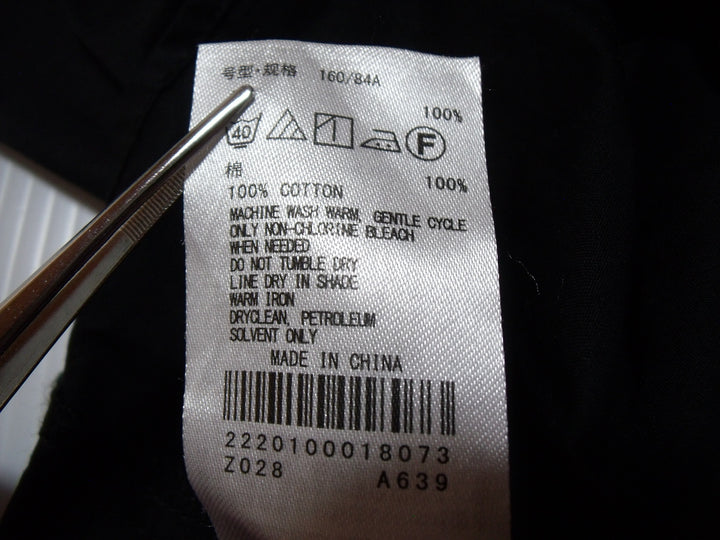 号型·规格 160/84A
100%
40 F
棉 100%
100% COTTON
MACHINE WASH WARM, GENTLE CYCLE
ONLY NON-CHLORINE BLEACH
WHEN NEEDED
DO NOT TUMBLE DRY
LINE DRY IN SHADE
WARM IRON
DRYCLEAN, PETROLEUM
SOLVENT ONLY
MADE IN CHINA
2220100018073
Z028 A639